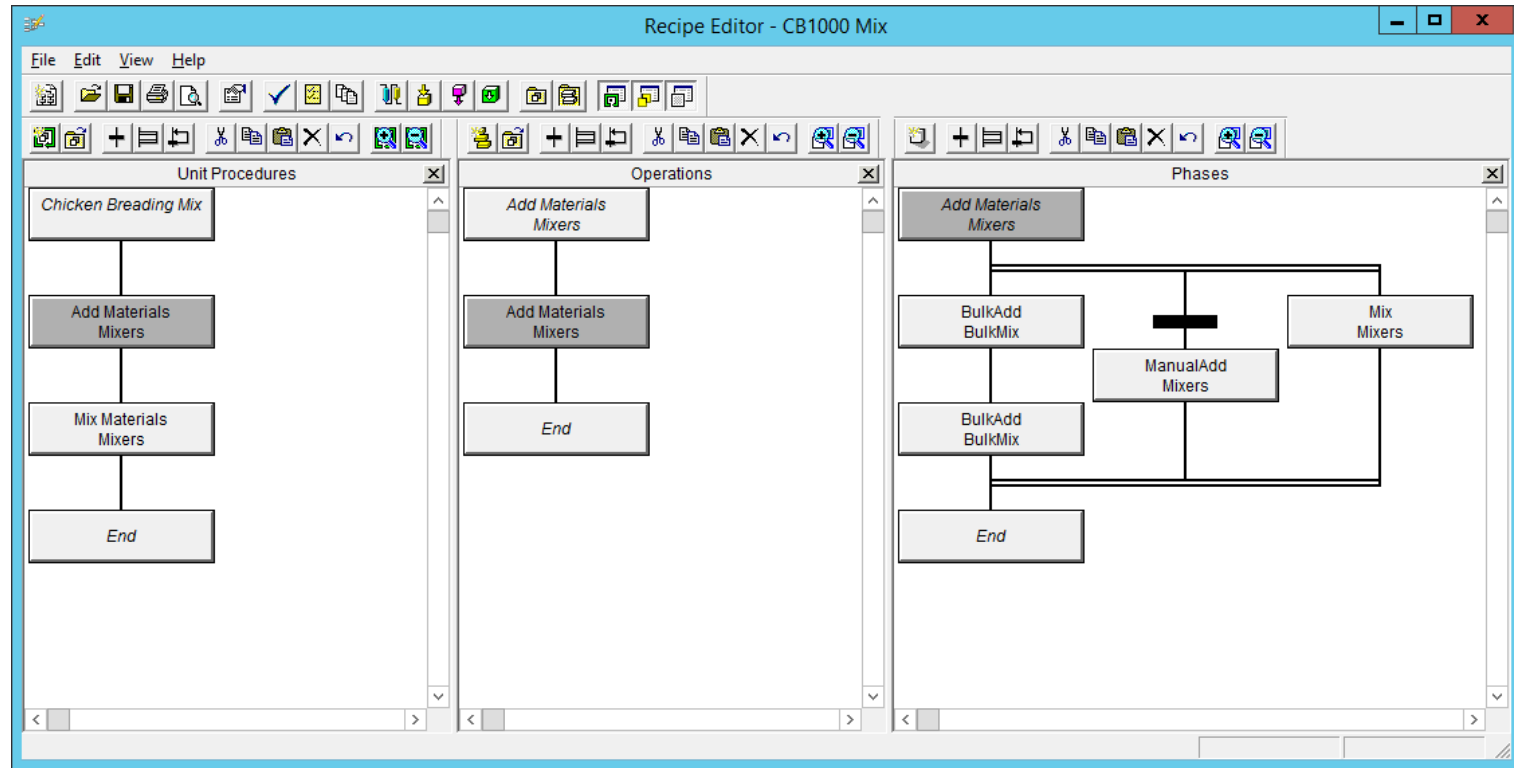 Recipe Editor - CB1000 Mix
File Edit View Help
Unit Procedures
Chicken Breading Mix
Add Materials
Mixers
Mix Materials
Mixers
End
Operations
Add Materials
Mixers
Add Materials
Mixers
End
Phases
Add Materials
Mixers
BulkAdd
BulkMix
Mix
Mixers
ManualAdd
Mixers
BulkAdd
BulkMix
End